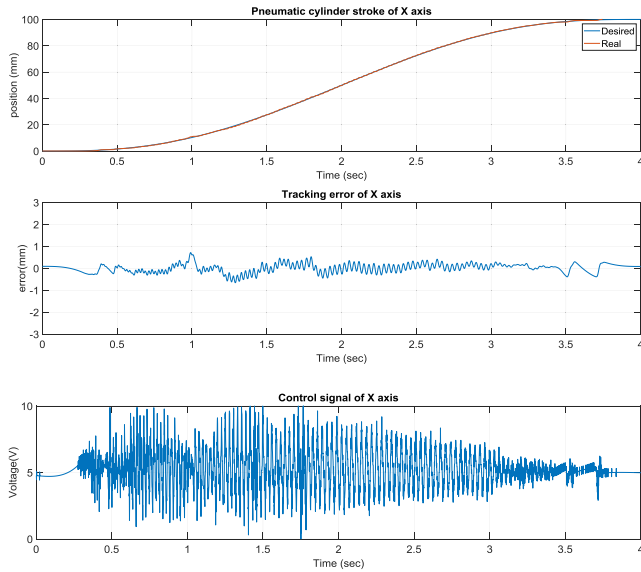 Pneumatic cylinder stroke of X axis
100
80
60
40
20
0
position (mm)
Desired
Real
0 0.5 1 1.5 2 2.5 3 3.5 4
Time (sec)
Tracking error of X axis
3
2
1
0
-1
-2
-3
error(mm)
0 0.5 1 1.5 2 2.5 3 3.5 4
Time (sec)
Control signal of X axis
10
5
0
Voltage(V)
0 0.5 1 1.5 2 2.5 3 3.5 4
Time (sec)